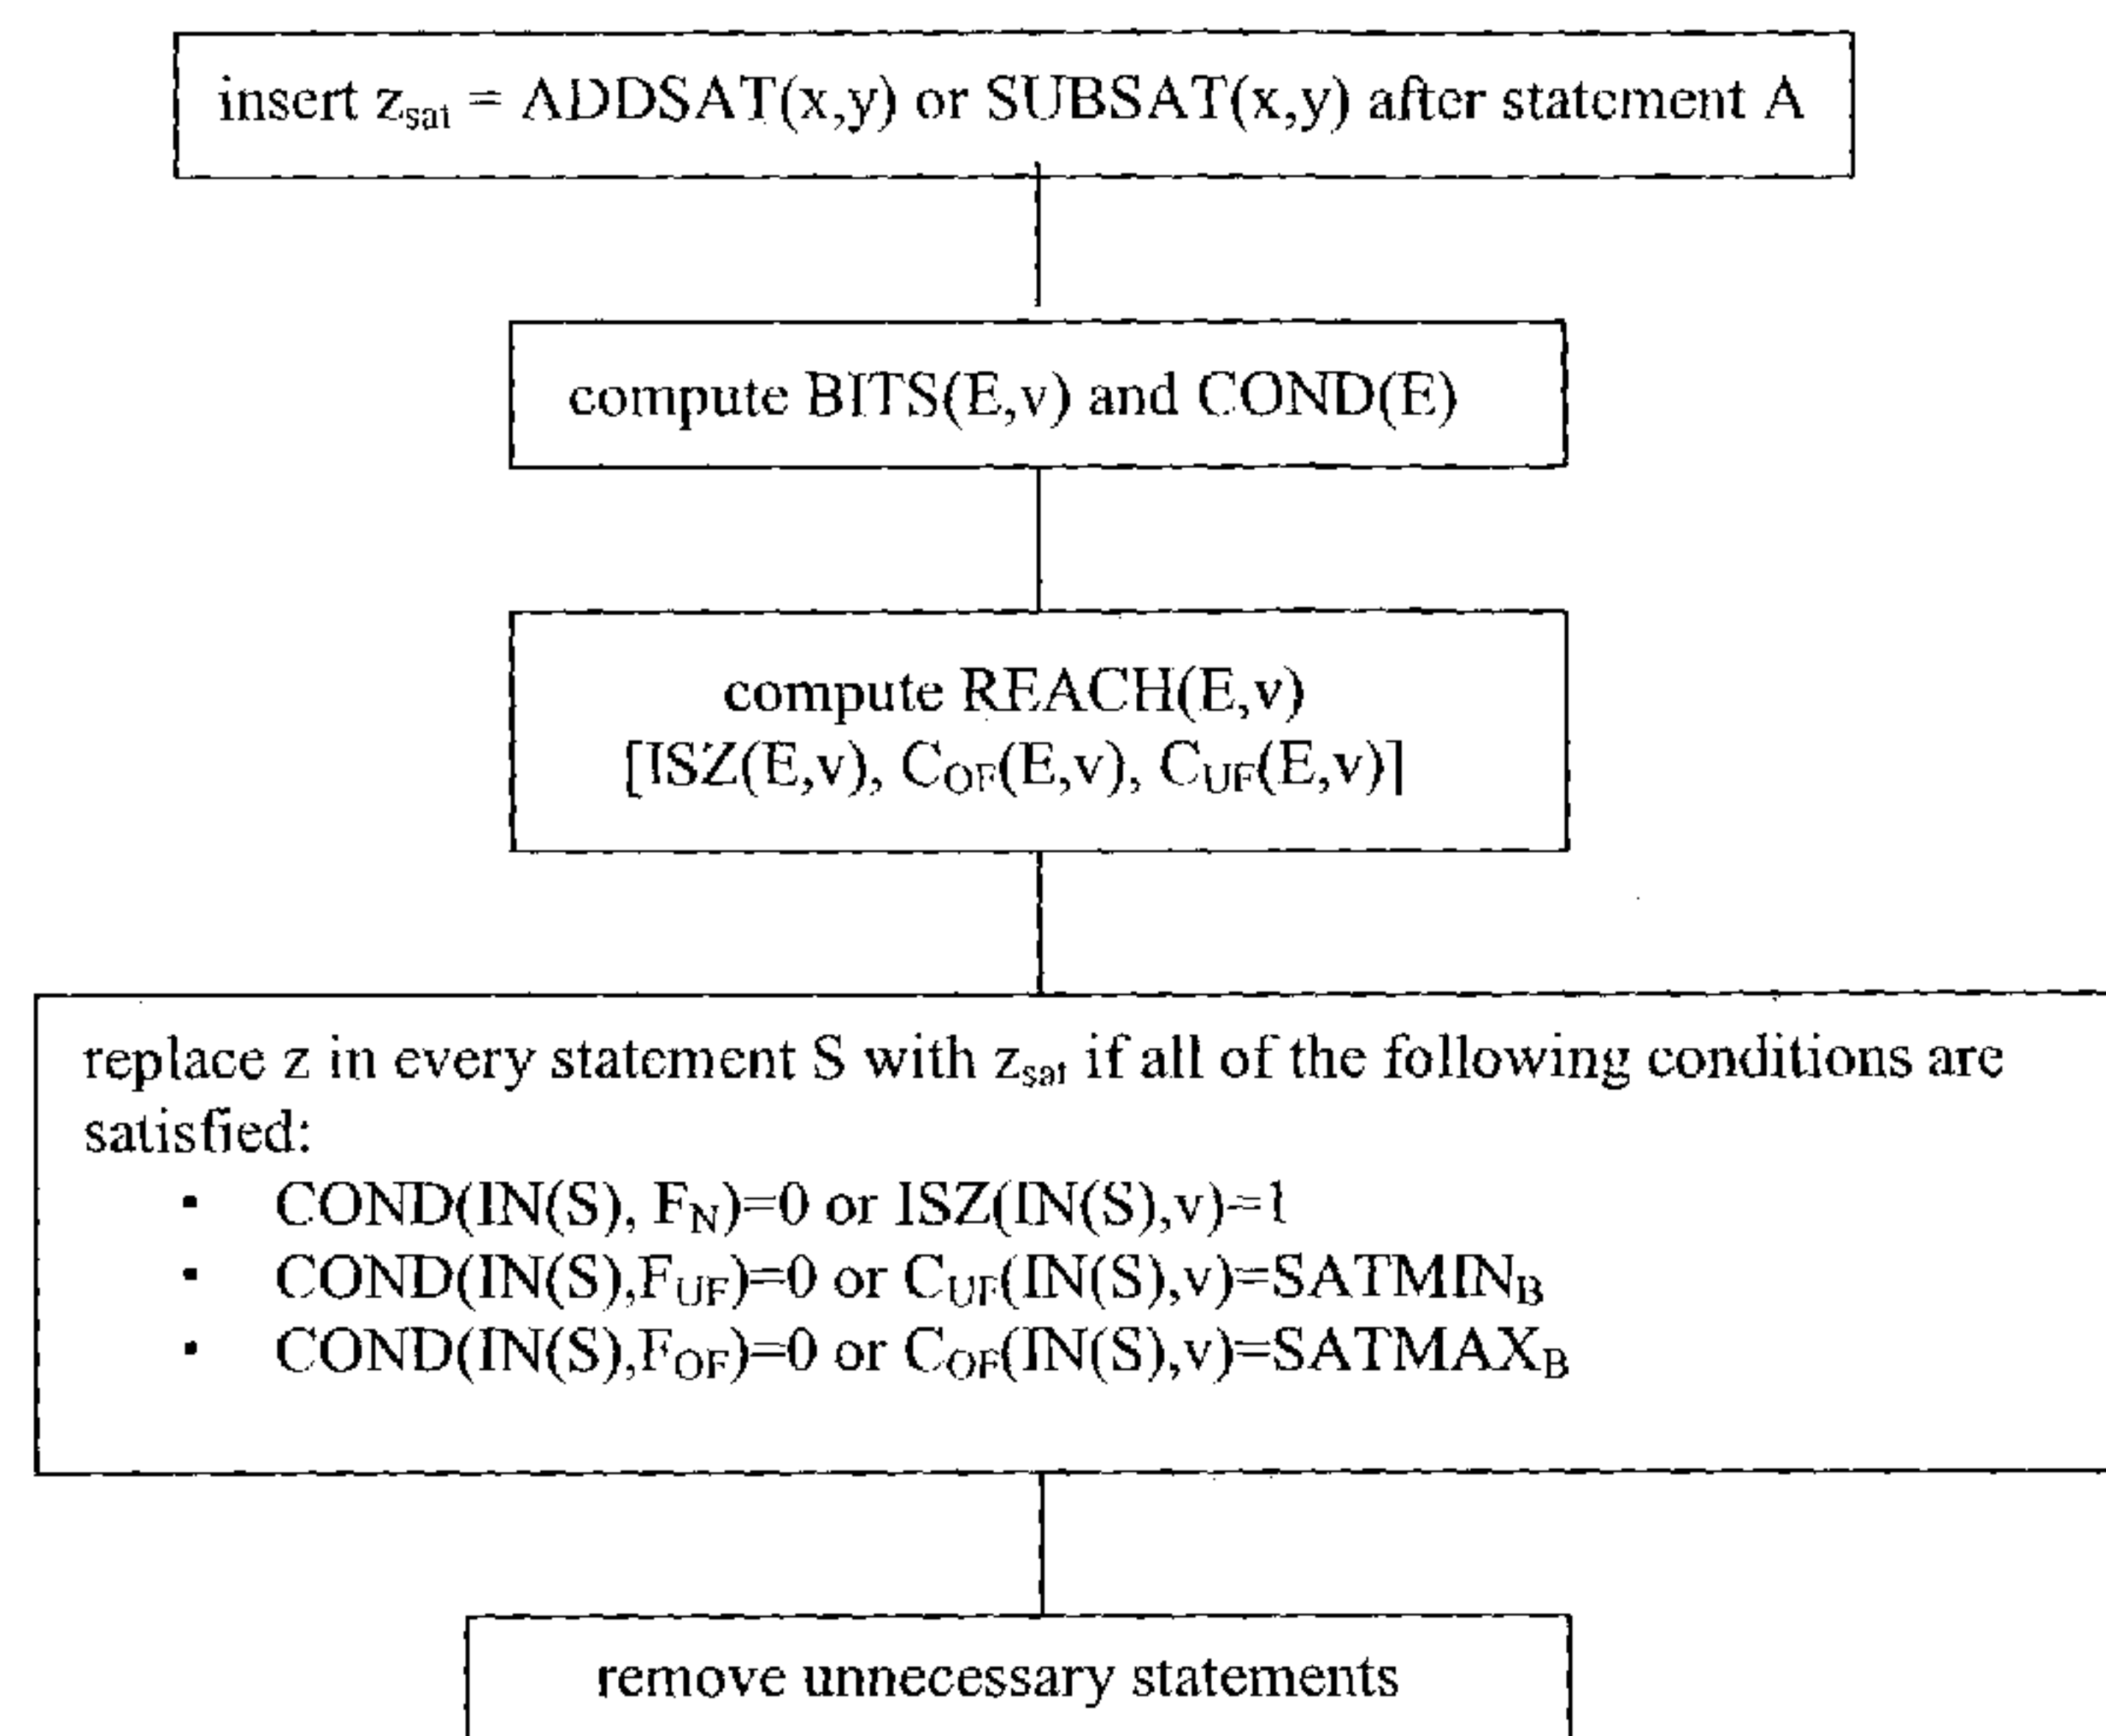 insert z_sat = ADDSAT(x,y) or SUBSAT(x,y) after statement A
compute BITS(E,v) and COND(E)
compute REACH(E,v)
[ISZ(E,v), C_OF(E,v), C_UF(E,v)]
replace z in every statement S with z_sat if all of the following conditions are
satisfied:
▪ COND(IN(S), F_N)=0 or ISZ(IN(S),v)=1
▪ COND(IN(S),F_UF)=0 or C_UF(IN(S),v)=SATMIN_B
▪ COND(IN(S),F_OF)=0 or C_OF(IN(S),v)=SATMAX_B
remove unnecessary statements